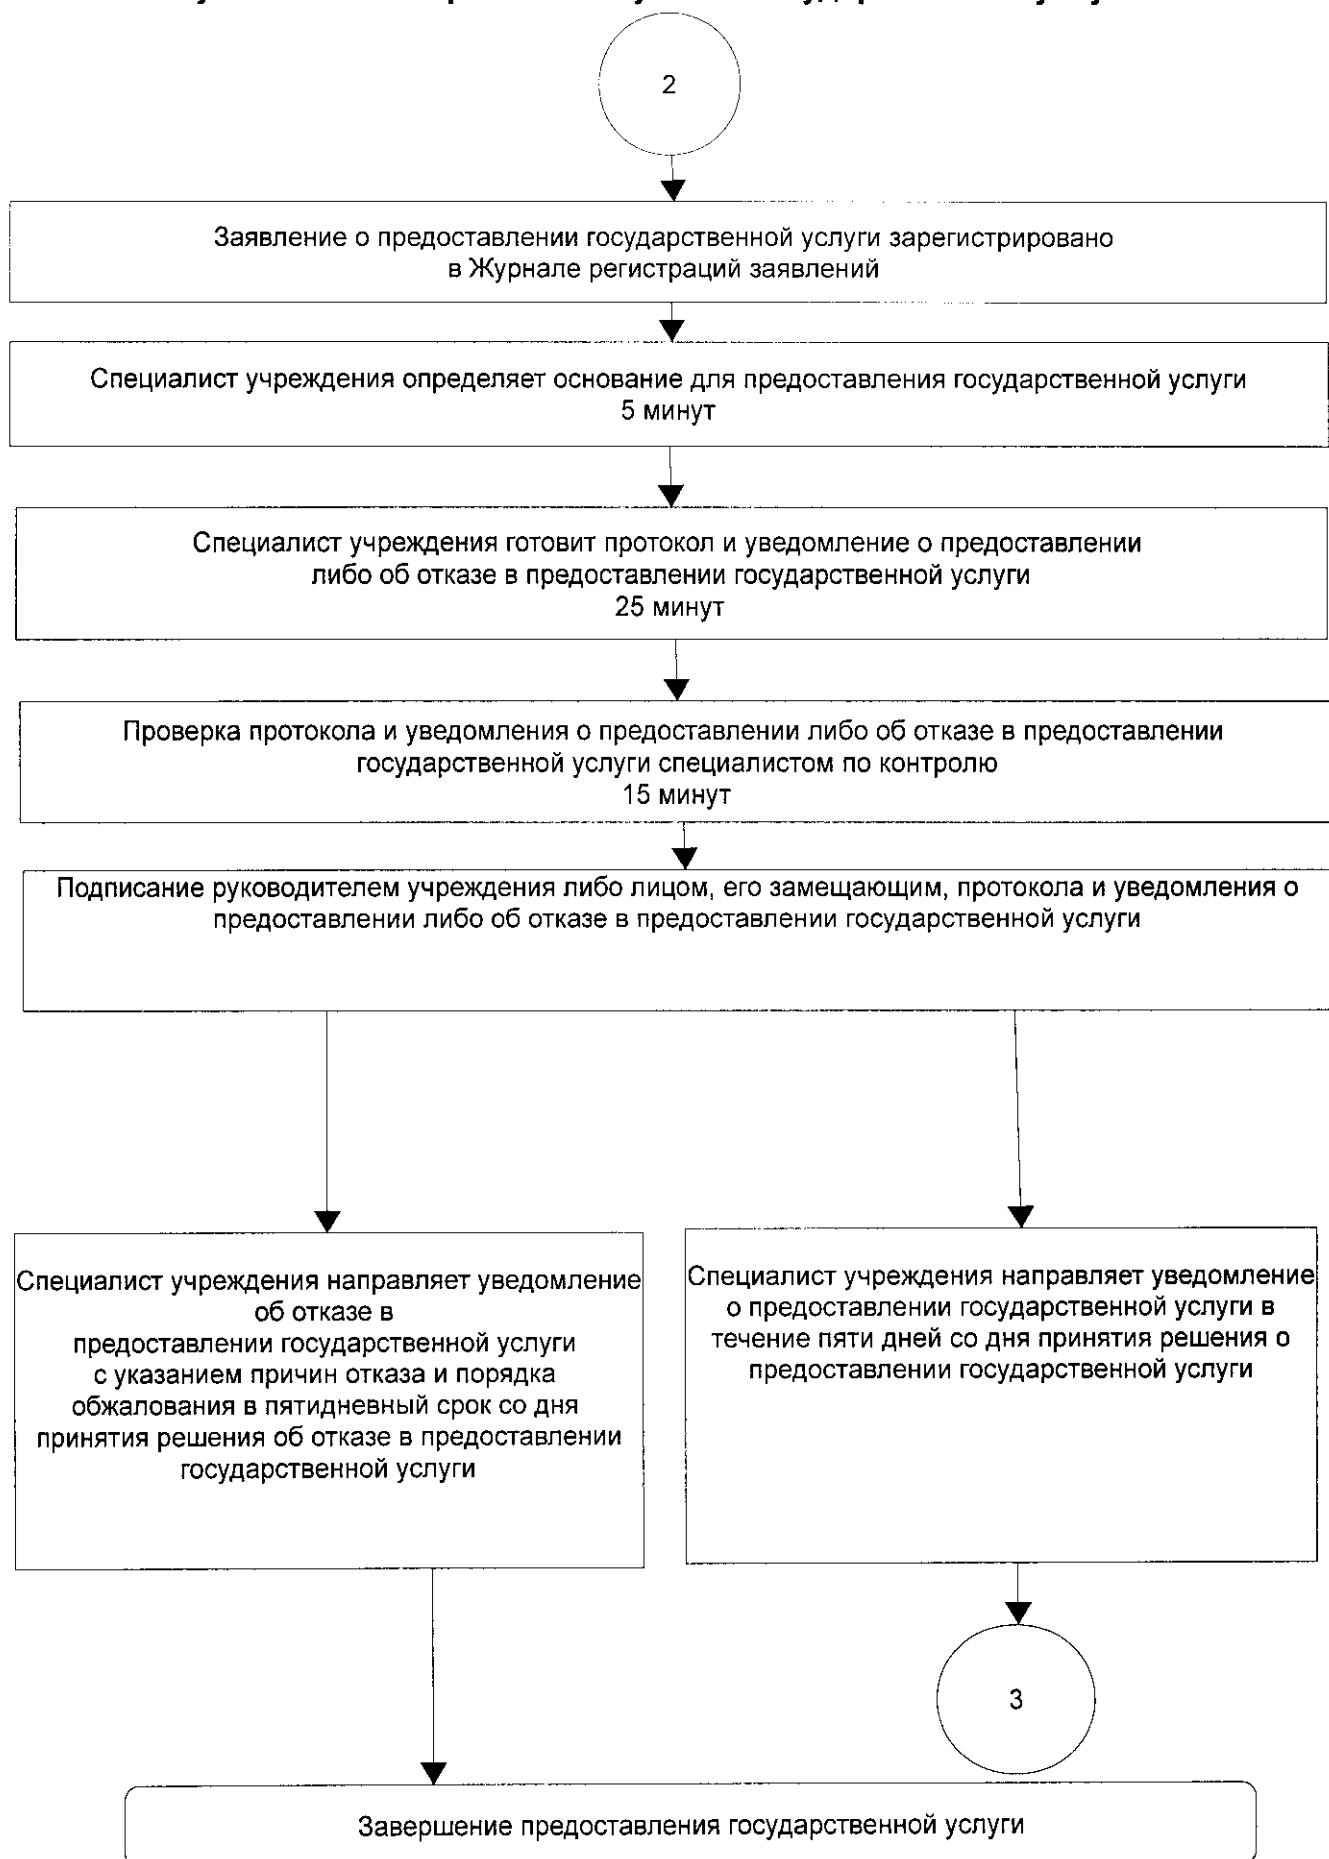 2
Заявление о предоставлении государственной услуги зарегистрировано
в Журнале регистраций заявлений
Специалист учреждения определяет основание для предоставления государственной услуги
5 минут
Специалист учреждения готовит протокол и уведомление о предоставлении
либо об отказе в предоставлении государственной услуги
25 минут
Проверка протокола и уведомления о предоставлении либо об отказе в предоставлении
государственной услуги специалистом по контролю
15 минут
Подписание руководителем учреждения либо лицом, его замещающим, протокола и уведомления о
предоставлении либо об отказе в предоставлении государственной услуги
Специалист учреждения направляет уведомление
об отказе в
предоставлении государственной услуги
с указанием причин отказа и порядка
обжалования в пятидневный срок со дня
принятия решения об отказе в предоставлении
государственной услуги
Специалист учреждения направляет уведомление
о предоставлении государственной услуги в
течение пяти дней со дня принятия решения о
предоставлении государственной услуги
3
Завершение предоставления государственной услуги